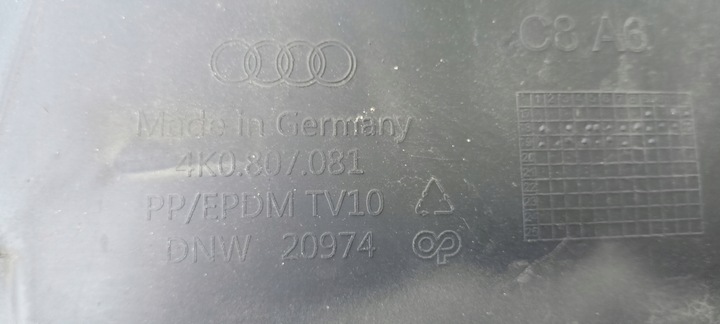 C8 A6
Made in Germany
4K0.807.081
PP/EPDM TV10
DNW 20974